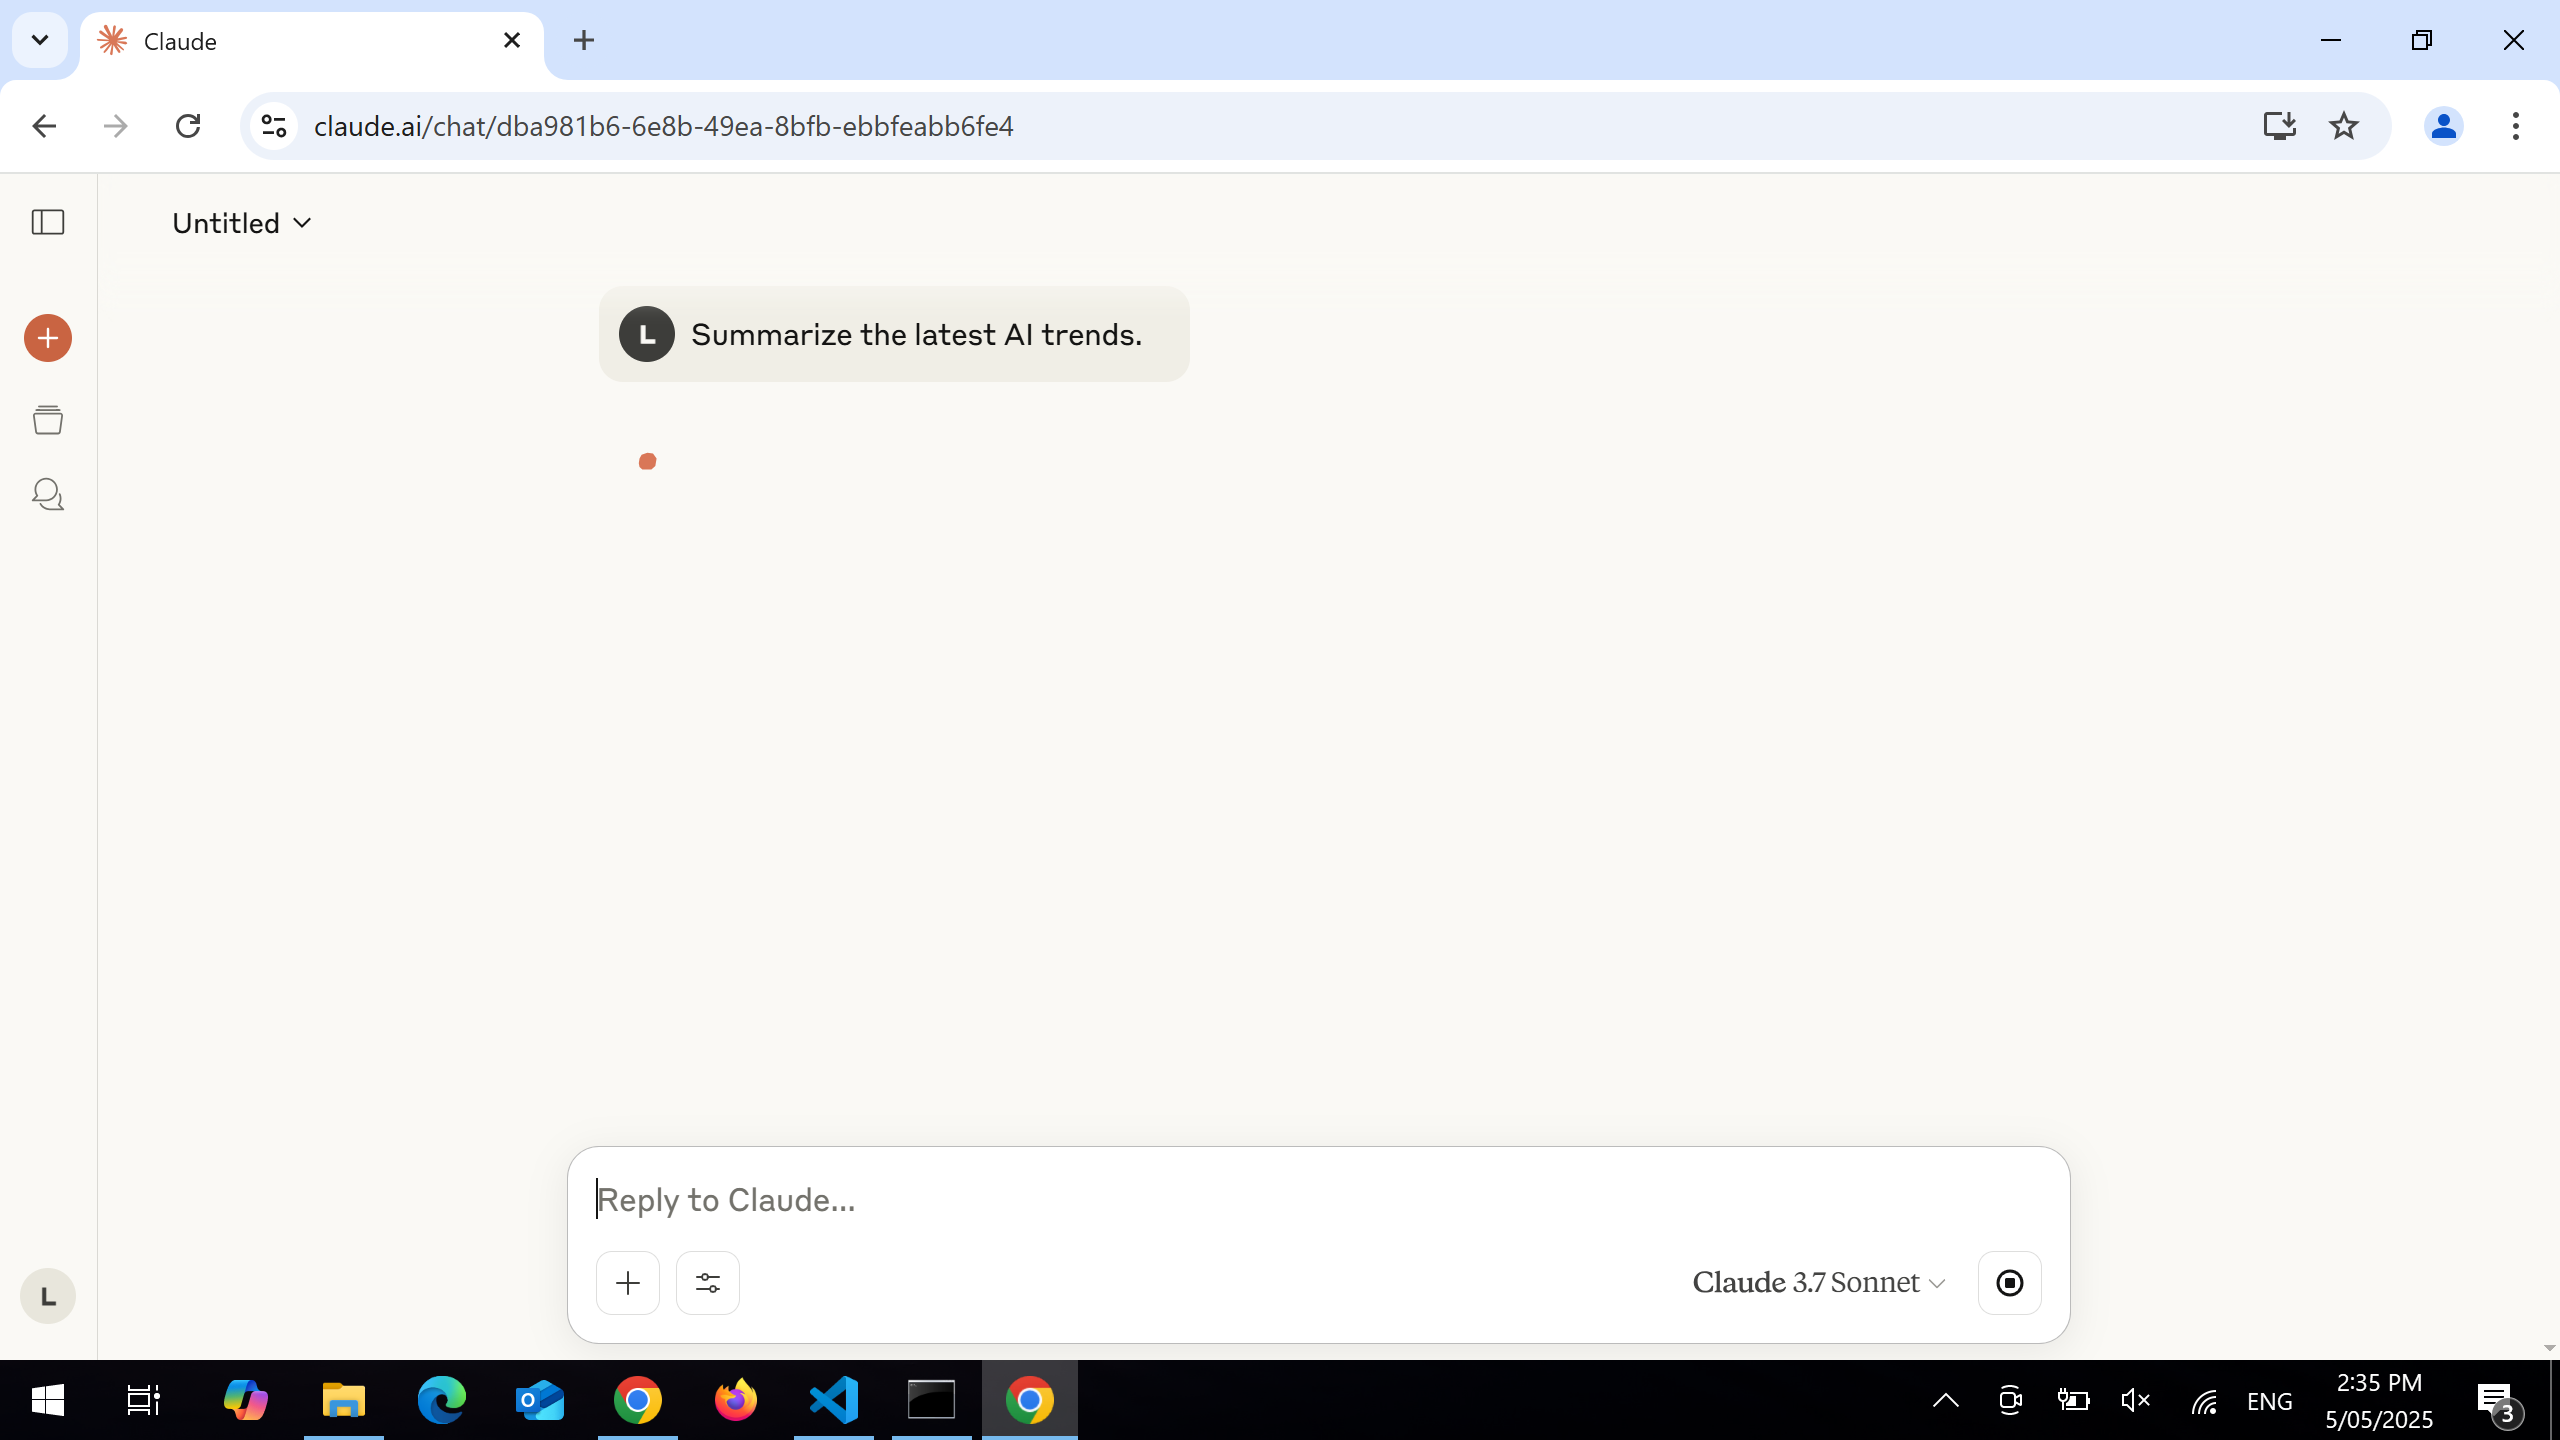 Claude
claude.ai/chat/dba981b6-6e8b-49ea-8bfb-ebbfeabb6fe4
Untitled
L Summarize the latest AI trends.
Reply to Claude...
Claude 3.7 Sonnet
L
ENG
2:35 PM
5/05/2025
3